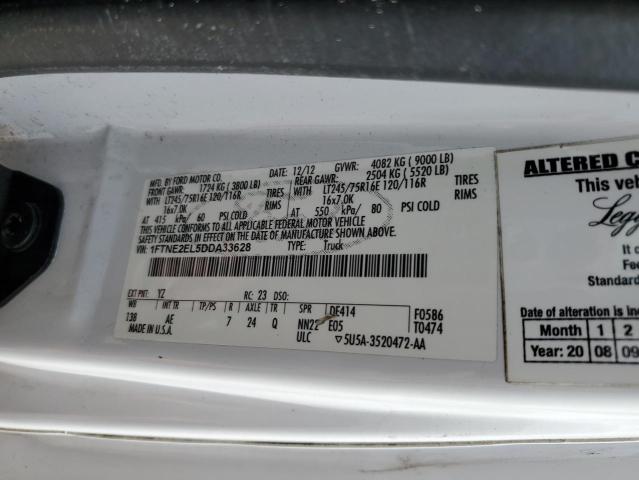 MFD. BY FORD MOTOR CO.
DATE: 12/12 GVWR: 4082 KG ( 9000 LB)
FRONT GAWR: 1724 KG ( 3800 LB)
REAR GAWR: 2504 KG ( 5520 LB)
WITH LT245/75R16E 120/116R TIRES
WITH LT245/75R16E 120/116R TIRES
16x7.0K RIMS
16x7.0K RIMS
AT 415 kPa/ 60 PSI COLD
AT 550 kPa/ 80 PSI COLD
THIS VEHICLE CONFORMS TO ALL APPLICABLE FEDERAL MOTOR VEHICLE
SAFETY STANDARDS IN EFFECT ON THE DATE OF MANUFACTURE SHOWN ABOVE.
VIN: 1FTNE2EL5DDA33628 TYPE: Truck
EXT PNT: YZ RC: 23 DSO:
WB INT TR TP/PS R AXLE TR SPR DE414 F0586
138 AE 7 24 Q NN22 E05 T0474
MADE IN U.S.A. ULC ▽5U5A-3520472-AA
ALTERED
This veh
Legg
Fe
Standard
Month 1 2
Year: 20 08 09